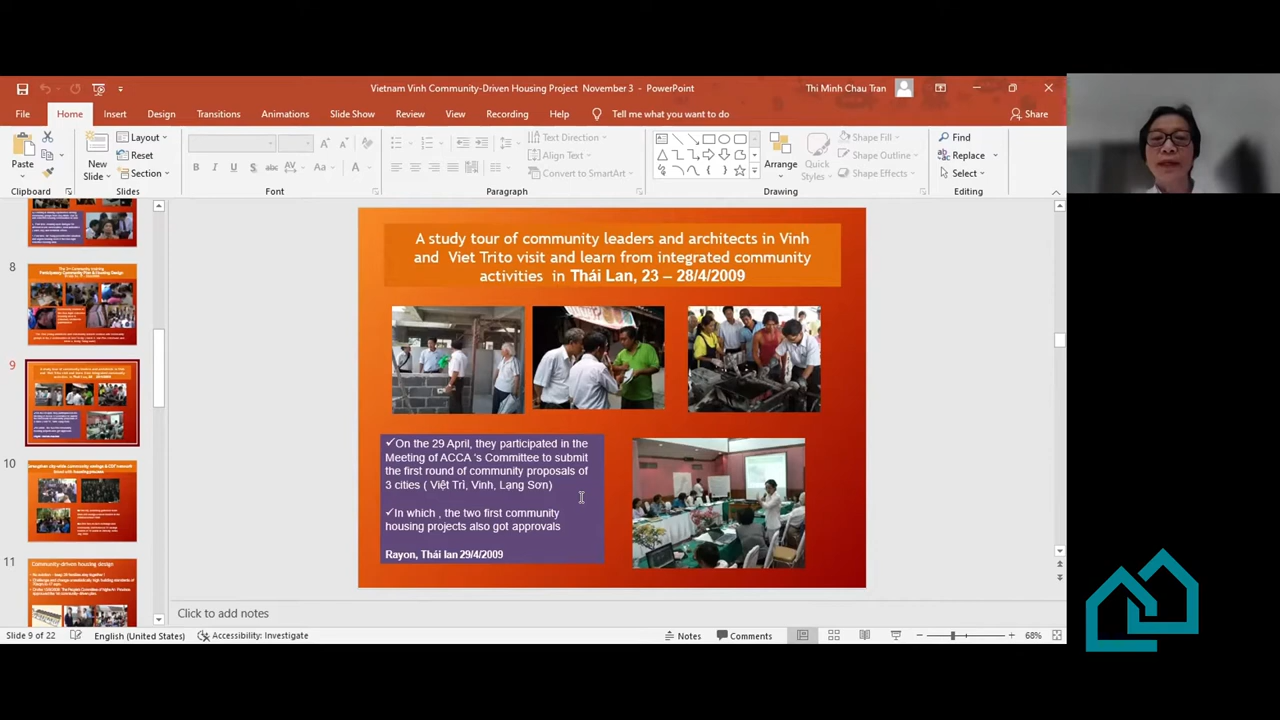 Vietnam Vinh Community-Driven Housing Project November 3 - PowerPoint
Thi Minh Chau Tran
File
Home
Insert
Design
Transitions
Animations
Slide Show
Review
View
Recording
Help
Tell me what you want to do
Share
Paste
Clipboard
New
Slide
Layout
Reset
Section
Slides
Font
Text Direction
Align Text
Convert to SmartArt
Paragraph
Arrange
Quick
Styles
Shape Fill
Shape Outline
Shape Effects
Drawing
Find
Replace
Select
Editing
8
9
10
11
Community-driven housing design
A study tour of community leaders and architects in Vinh
and Viet Trito visit and learn from integrated community
activities in Thái Lan, 23 – 28/4/2009
✓On the 29 April, they participated in the
Meeting of ACCA 's Committee to submit
the first round of community proposals of
3 cities ( Việt Trì, Vinh, Lạng Sơn)
✓In which , the two first community
housing projects also got approvals
Rayon, Thái lan 29/4/2009
Click to add notes
Slide 9 of 22
English (United States)
Accessibility: Investigate
Notes
Comments
68%